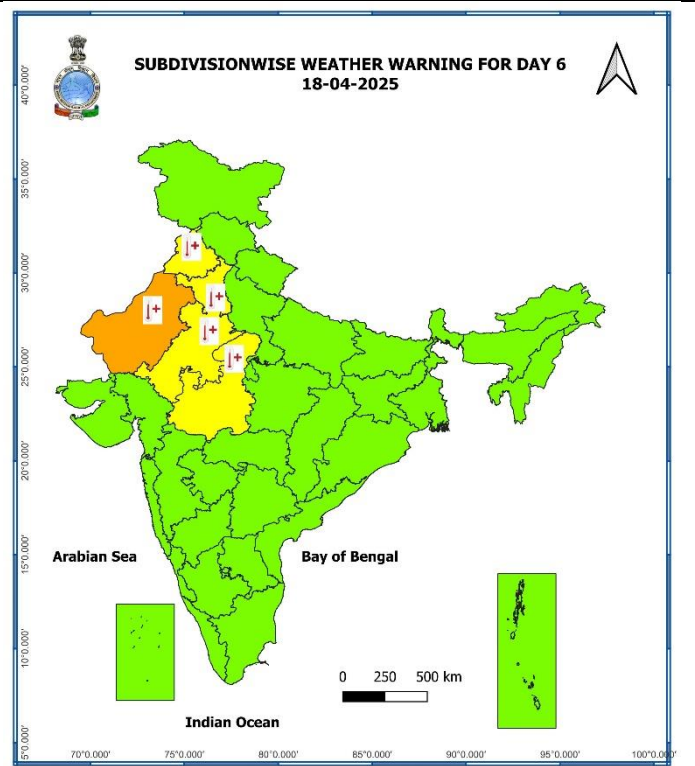 SUBDIVISIONWISE WEATHER WARNING FOR DAY 6
18-04-2025
40°0.000'
35°0.000'
30°0.000'
25°0.000'
20°0.000'
15°0.000'
10°0.000'
5°0.000'
Arabian Sea
Bay of Bengal
0 250 500 km
Indian Ocean
70°0.000' 75°0.000' 80°0.000' 85°0.000' 90°0.000' 95°0.000' 100°0.000'